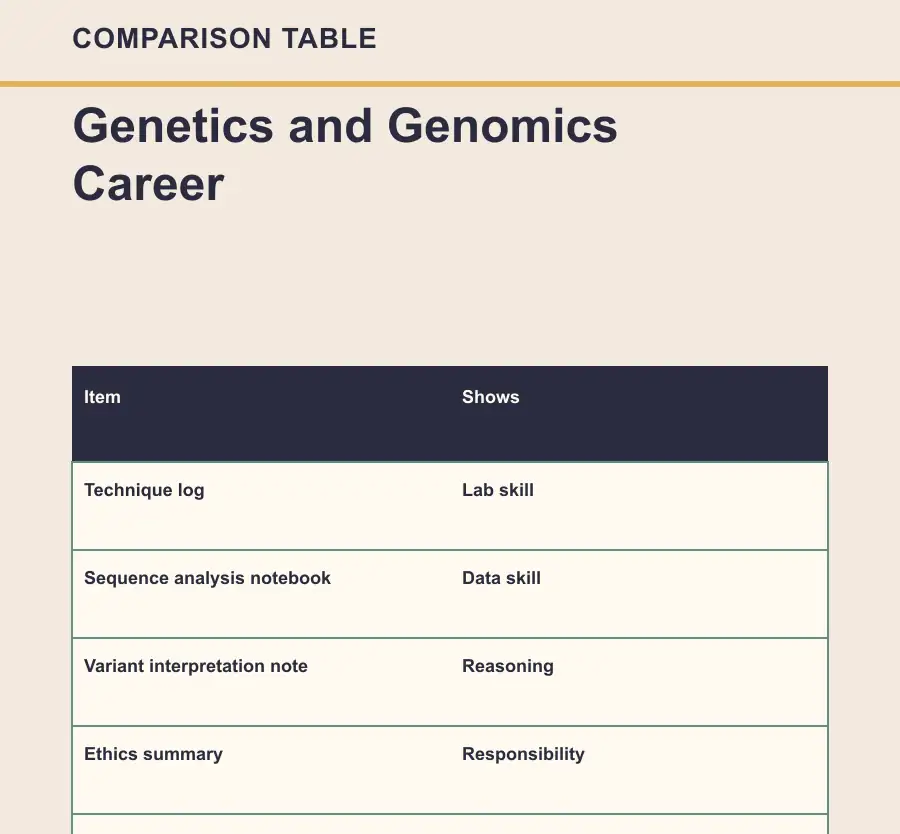 COMPARISON TABLE
Genetics and Genomics
Career
Item Shows
Technique log Lab skill
Sequence analysis notebook Data skill
Variant interpretation note Reasoning
Ethics summary Responsibility